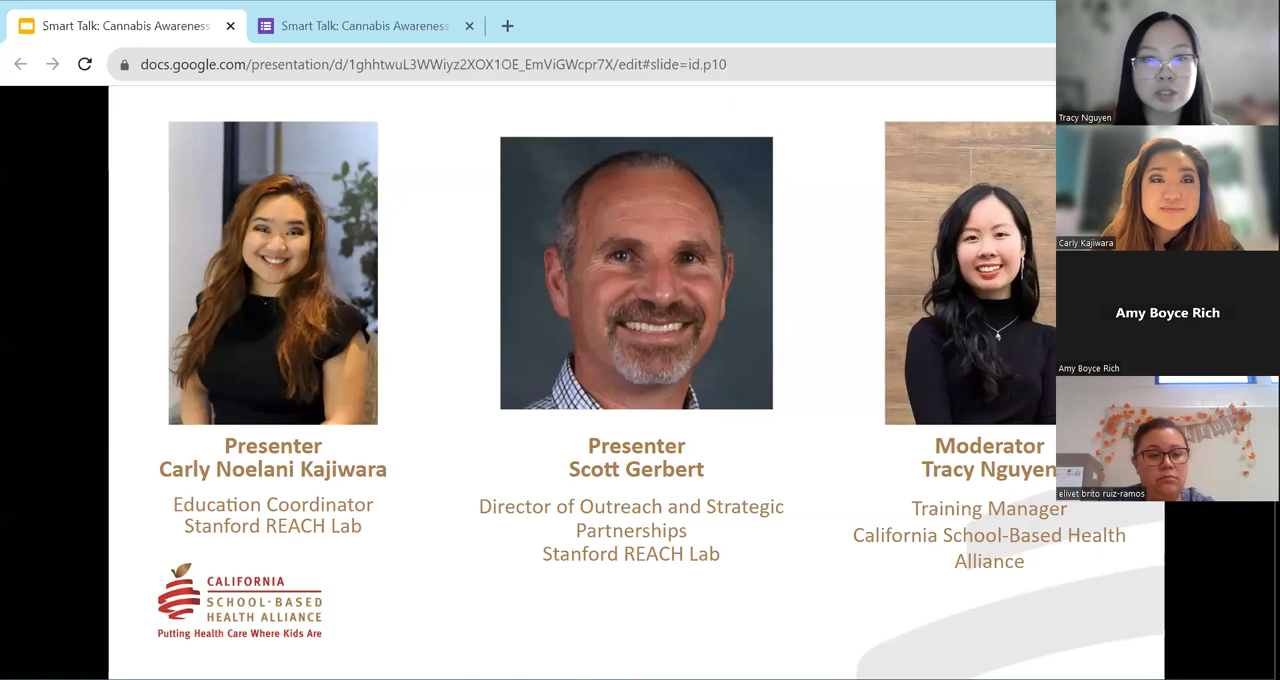 Smart Talk: Cannabis Awareness
Smart Talk: Cannabis Awareness
docs.google.com/presentation/d/1ghhtwuL3WWiyz2XOX1OE_EmViGWcpr7X/edit#slide=id.p10
Tracy Nguyen
Carly Kajiwara
Amy Boyce Rich
Amy Boyce Rich
elivet brito ruiz-ramos
Presenter
Carly Noelani Kajiwara
Education Coordinator
Stanford REACH Lab
Presenter
Scott Gerbert
Director of Outreach and Strategic
Partnerships
Stanford REACH Lab
Moderator
Tracy Nguyen
Training Manager
California School-Based Health
Alliance
CALIFORNIA
SCHOOL-BASED
HEALTH ALLIANCE
Putting Health Care Where Kids Are